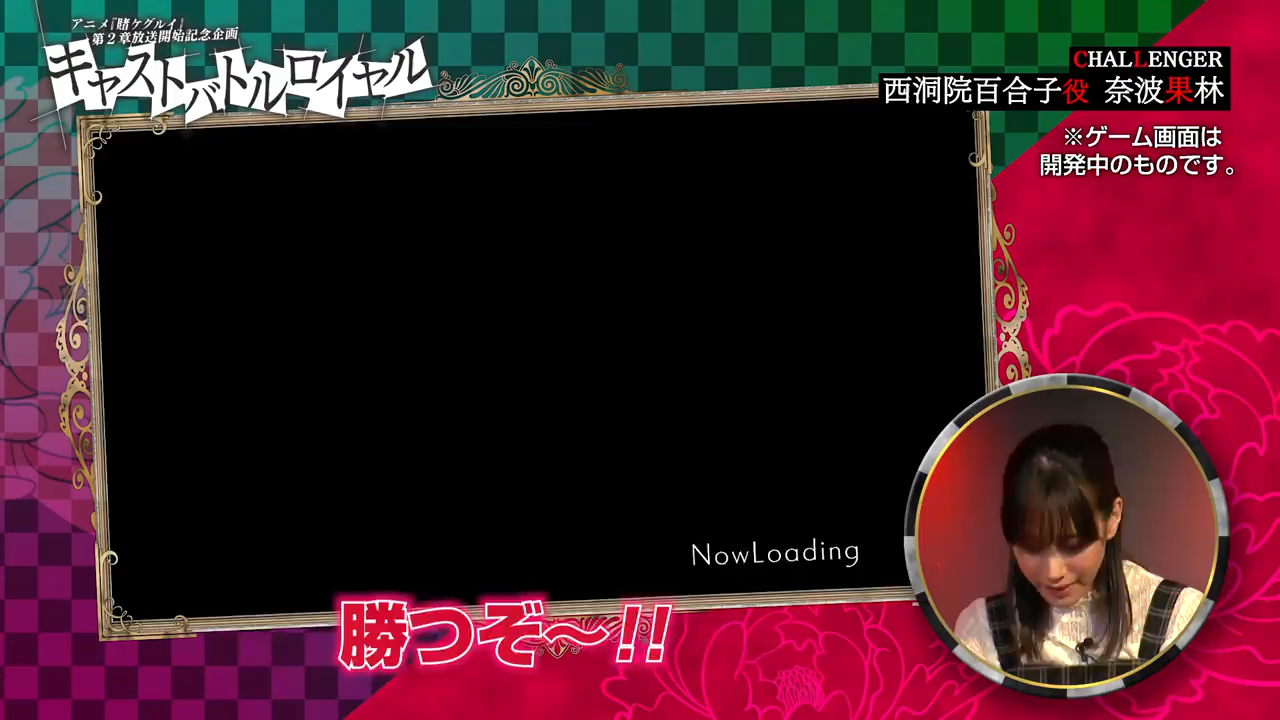 アニメ『賭ケグルイ』
第2章放送開始記念企画
キャストバトルロイヤル
CHALLENGER
西洞院百合子役 奈波果林
※ゲーム画面は
開発中のものです。
NowLoading
勝つぞ～!!